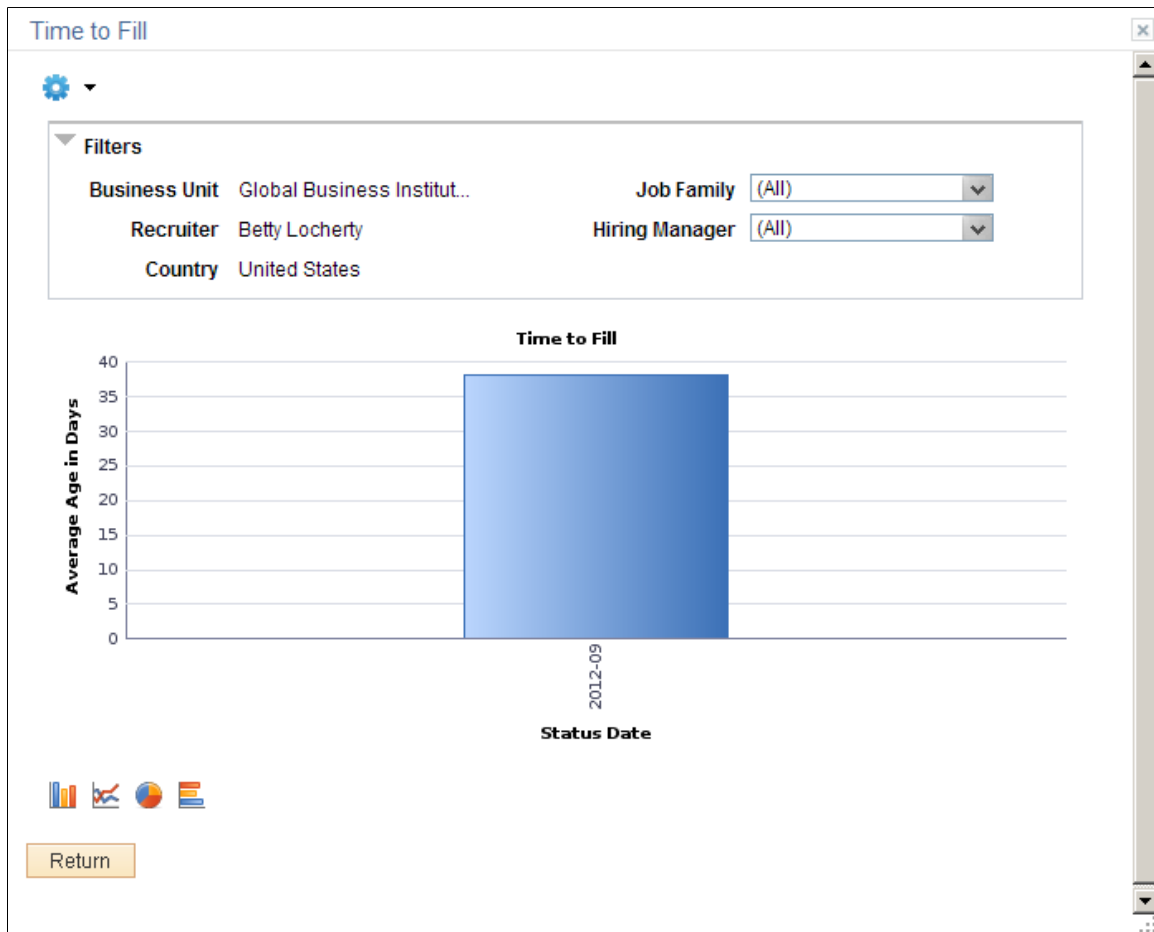 Time to Fill
Filters
Business Unit Global Business Institut... Job Family (All)
Recruiter Betty Locherty Hiring Manager (All)
Country United States
Time to Fill
40
35
30
25
20
15
10
5
0
Average Age in Days
2012-09
Status Date
Return